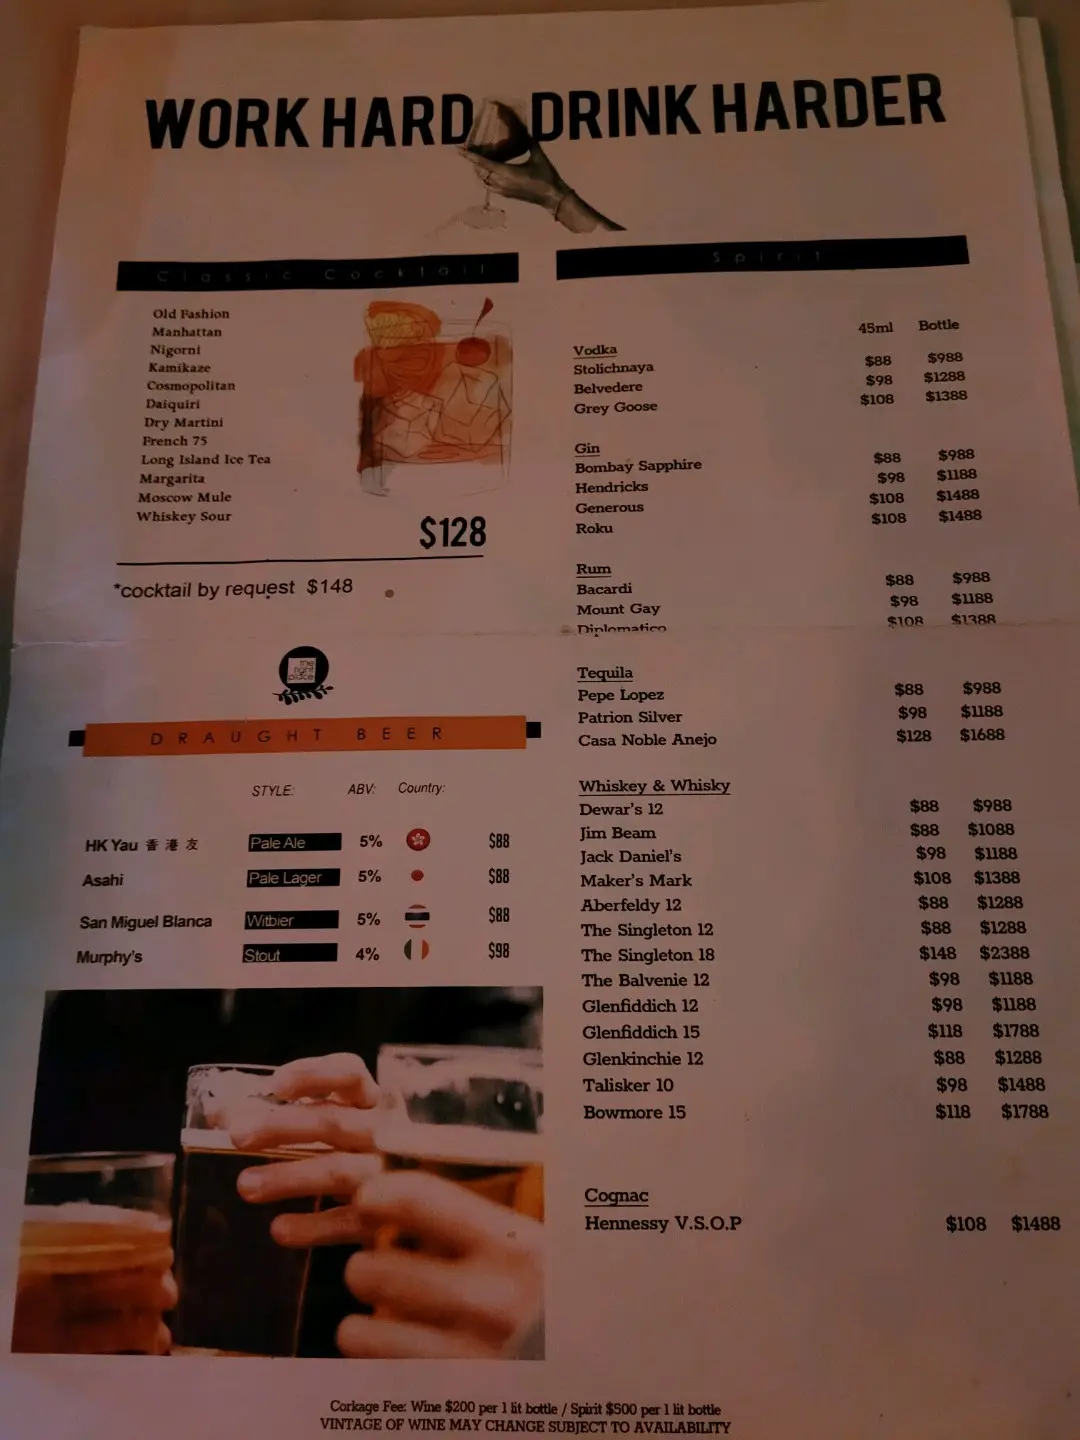 WORK HARD DRINK HARDER
Classic Cocktail
Old Fashion
Manhattan
Nigorni
Kamikaze
Cosmopolitan
Daiquiri
Dry Martini
French 75
Long Island Ice Tea
Margarita
Moscow Mule
Whiskey Sour
$128
*cocktail by request $148
the
right
place
DRAUGHT BEER
STYLE: ABV: Country:
HK Yau 香港友 Pale Ale 5% $88
Asahi Pale Lager 5% $88
San Miguel Blanca Witbier 5% $88
Murphy's Stout 4% $98
Spirit
45ml Bottle
Vodka
Stolichnaya $88 $988
Belvedere $98 $1288
Grey Goose $108 $1388
Gin
Bombay Sapphire $88 $988
Hendricks $98 $1188
Generous $108 $1488
Roku $108 $1488
Rum
Bacardi $88 $988
Mount Gay $98 $1188
Diplomatico $108 $1388
Tequila
Pepe Lopez $88 $988
Patrion Silver $98 $1188
Casa Noble Anejo $128 $1688
Whiskey & Whisky
Dewar's 12 $88 $988
Jim Beam $88 $1088
Jack Daniel's $98 $1188
Maker's Mark $108 $1388
Aberfeldy 12 $88 $1288
The Singleton 12 $88 $1288
The Singleton 18 $148 $2388
The Balvenie 12 $98 $1188
Glenfiddich 12 $98 $1188
Glenfiddich 15 $118 $1788
Glenkinchie 12 $88 $1288
Talisker 10 $98 $1488
Bowmore 15 $118 $1788
Cognac
Hennessy V.S.O.P $108 $1488
Corkage Fee: Wine $200 per 1 lit bottle / Spirit $500 per 1 lit bottle
VINTAGE OF WINE MAY CHANGE SUBJECT TO AVAILABILITY